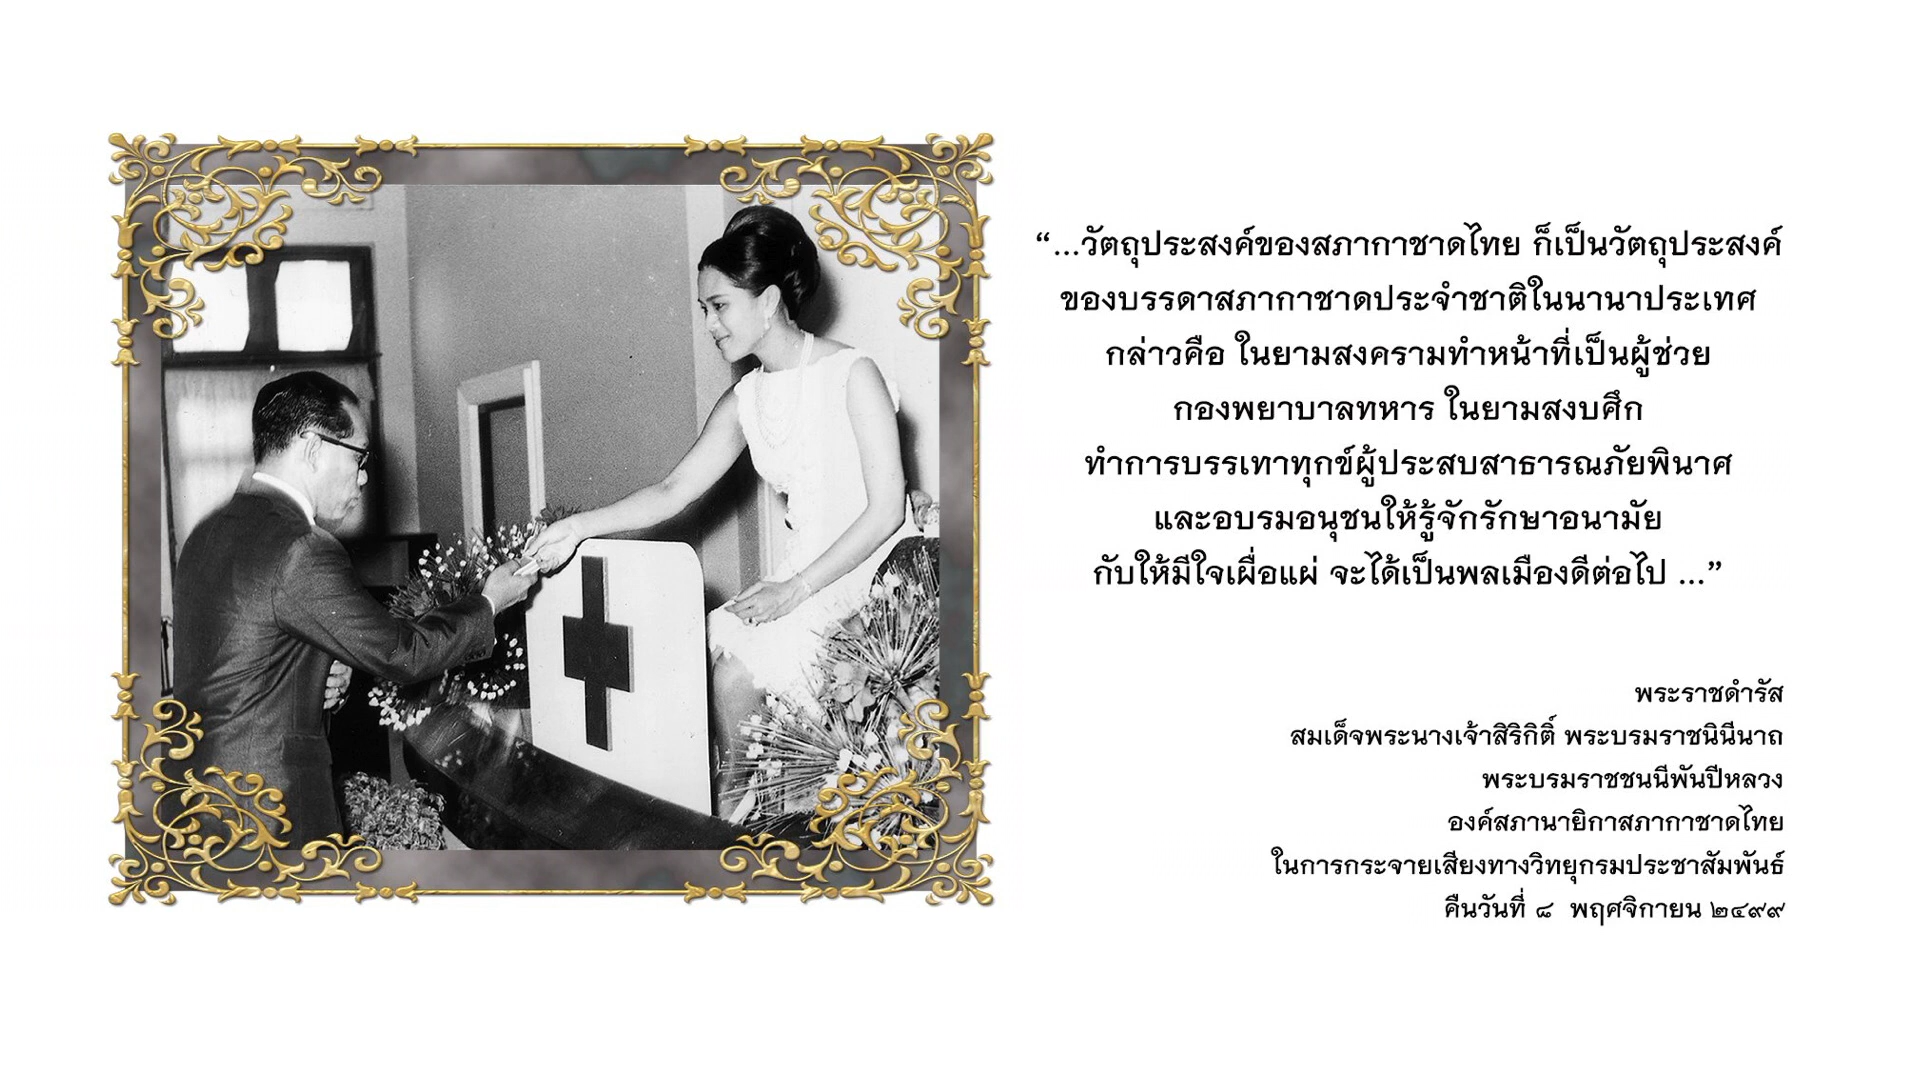 “...วัตถุประสงค์ของสภากาชาดไทย ก็เป็นวัตถุประสงค์
ของบรรดาสภากาชาดประจำชาติในนานาประเทศ
กล่าวคือ ในยามสงครามทำหน้าที่เป็นผู้ช่วย
กองพยาบาลทหาร ในยามสงบศึก
ทำการบรรเทาทุกข์ผู้ประสบสาธารณภัยพินาศ
และอบรมอนุชนให้รู้จักรักษาอนามัย
กับให้มีใจเผื่อแผ่ จะได้เป็นพลเมืองดีต่อไป ...”
พระราชดำรัส
สมเด็จพระนางเจ้าสิริกิติ์ พระบรมราชนินีนาถ
พระบรมราชชนนีพันปีหลวง
องค์สภานายิกาสภากาชาดไทย
ในการกระจายเสียงทางวิทยุกรมประชาสัมพันธ์
คืนวันที่ ๘ พฤศจิกายน ๒๔๙๙